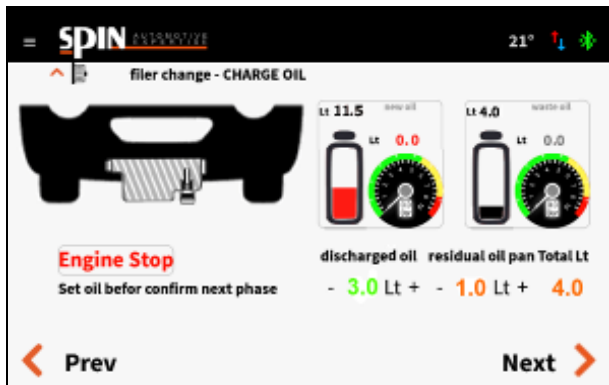 SPIN AUTOMOTIVE EXPERTISE 21°
filer change - CHARGE OIL
Lt 11.5 new oil Lt 4.0 waste oil
Lt 0.0 Lt 0.0
Engine Stop
discharged oil residual oil pan Total Lt
Set oil befor confirm next phase
- 3.0 Lt + - 1.0 Lt + 4.0
Prev Next